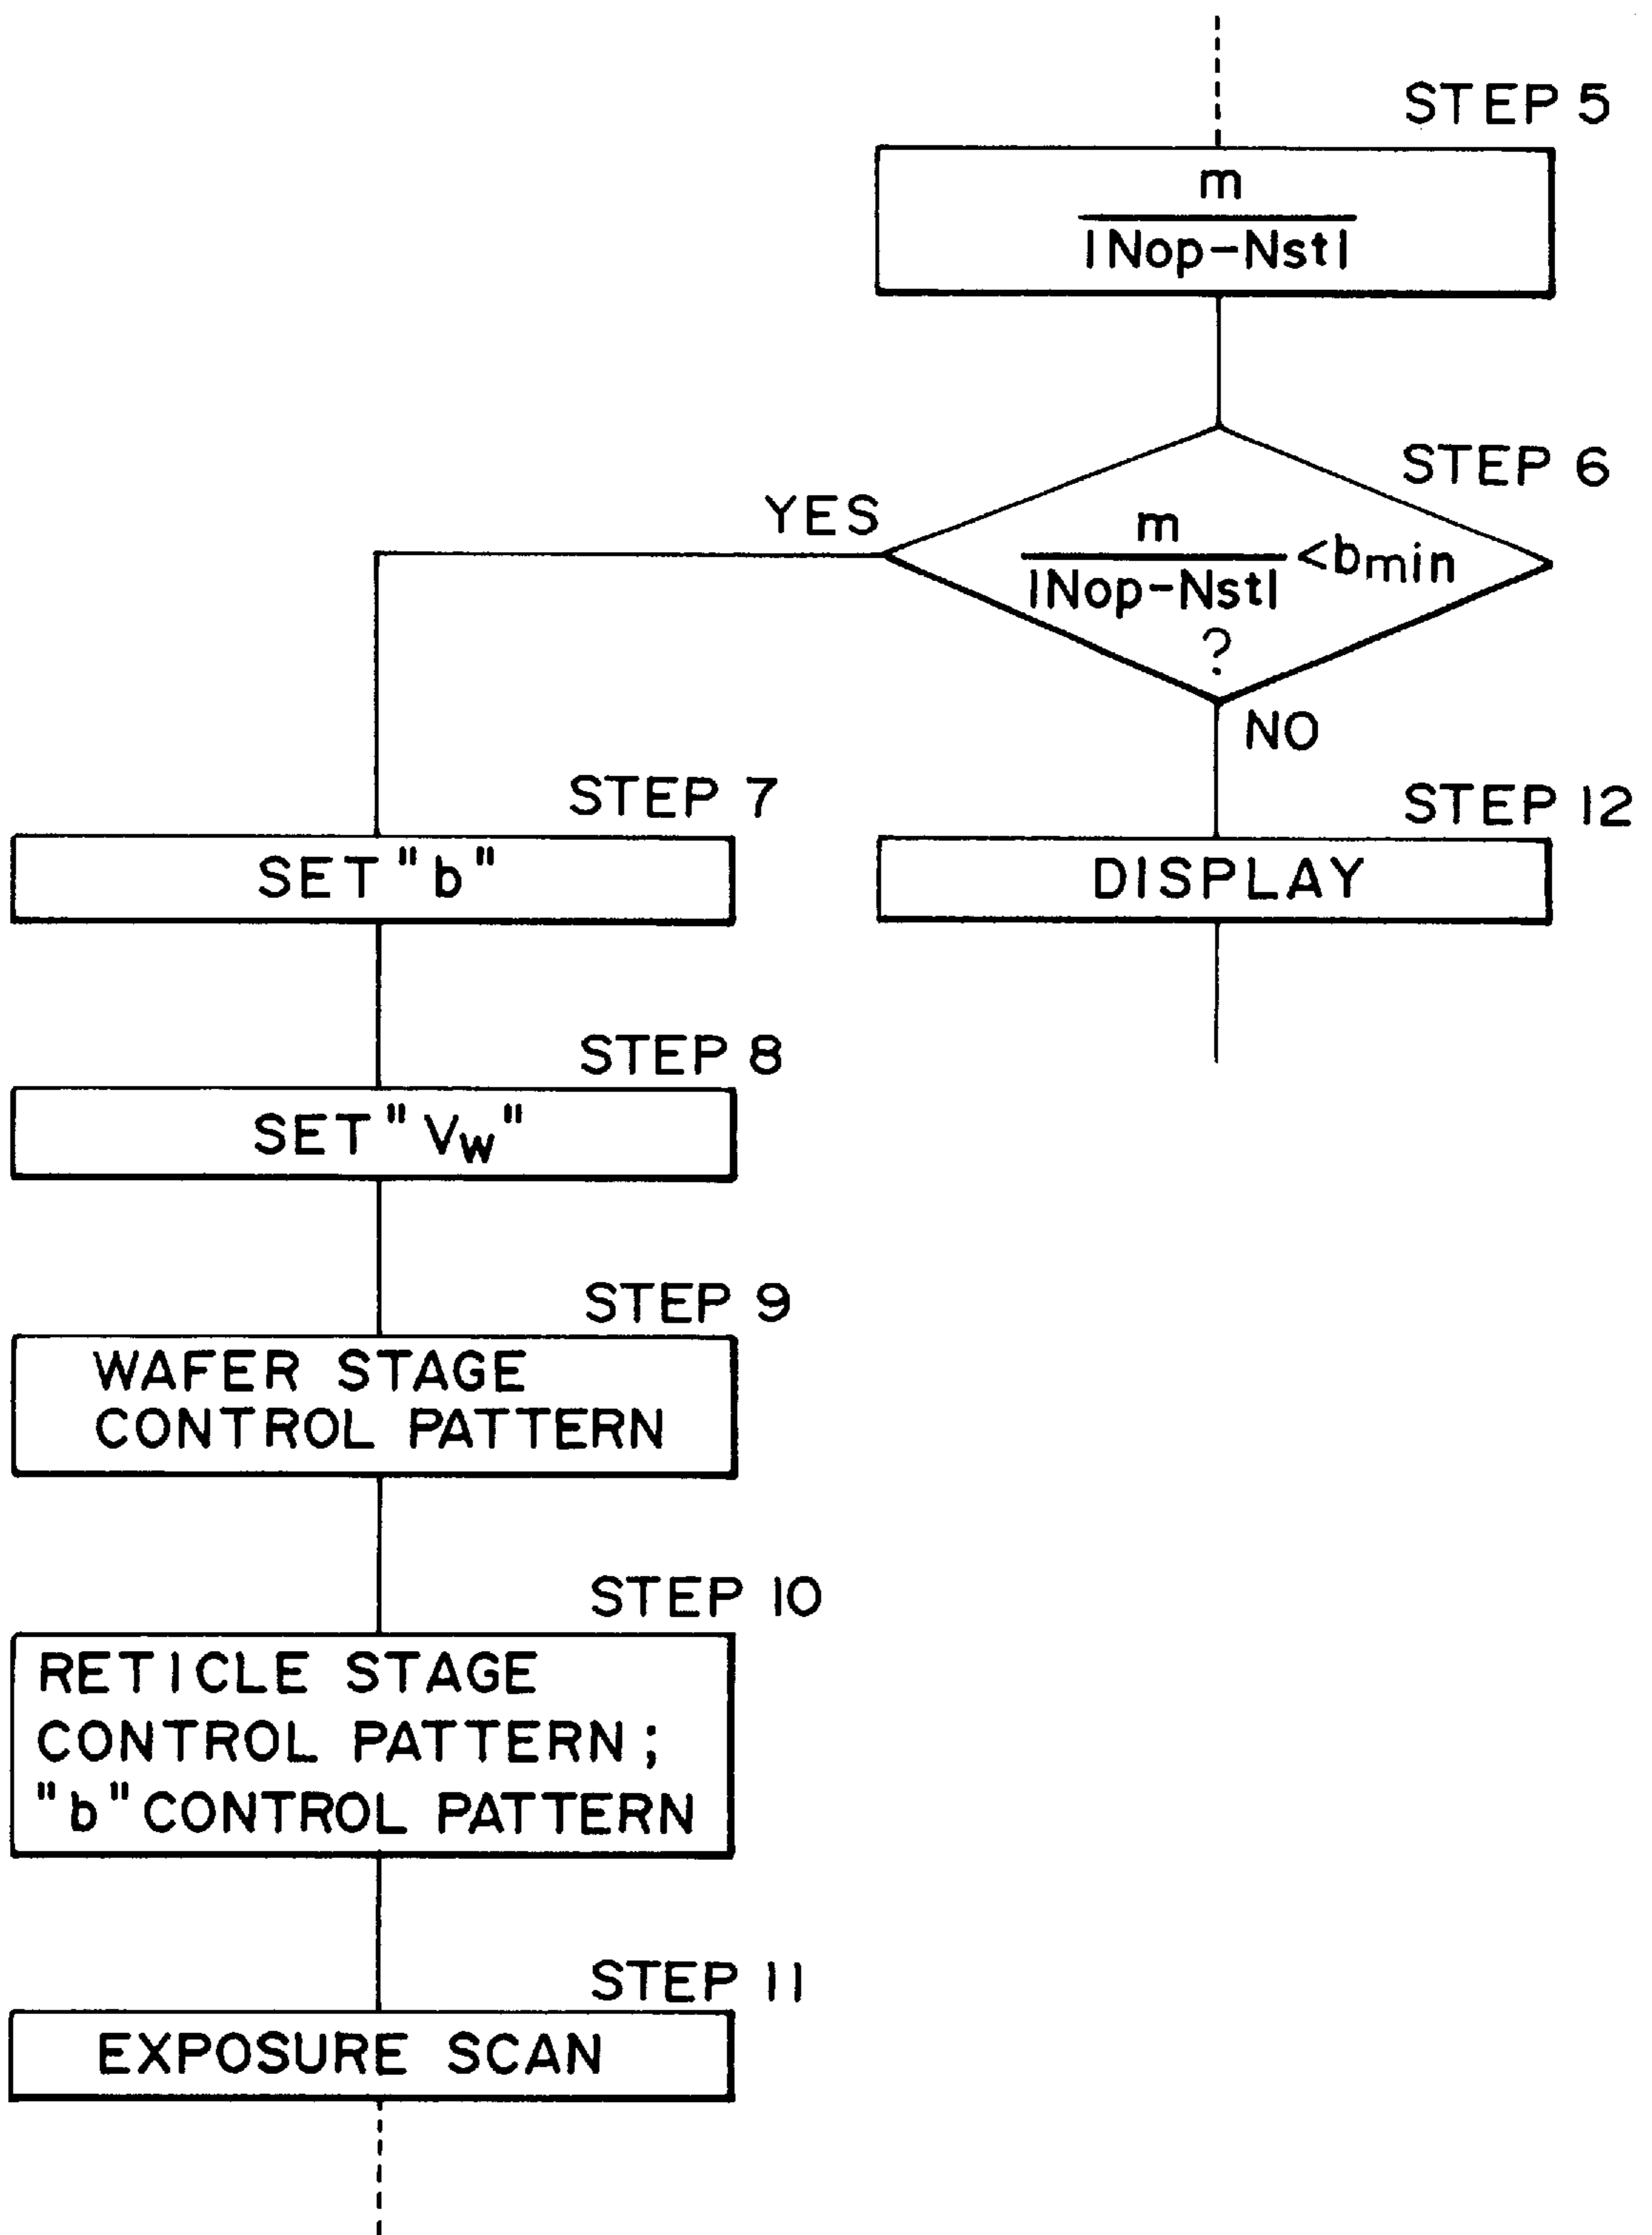 STEP 5
m
|Nop-Nst|
STEP 6
YES
m
|Nop-Nst|
<bmin
?
NO
STEP 7
SET "b"
STEP 12
DISPLAY
STEP 8
SET "Vw"
STEP 9
WAFER STAGE
CONTROL PATTERN
STEP 10
RETICLE STAGE
CONTROL PATTERN;
"b" CONTROL PATTERN
STEP 11
EXPOSURE SCAN